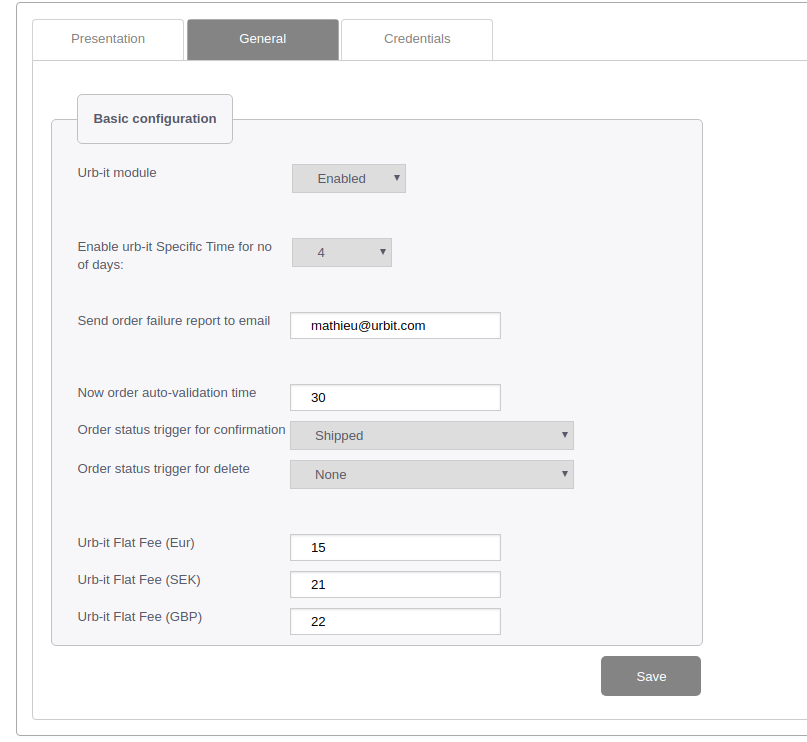 Presentation
General
Credentials
Basic configuration
Urb-it module
Enabled
Enable urb-it Specific Time for no
of days:
4
Send order failure report to email
mathieu@urbit.com
Now order auto-validation time
30
Order status trigger for confirmation
Shipped
Order status trigger for delete
None
Urb-it Flat Fee (Eur)
15
Urb-it Flat Fee (SEK)
21
Urb-it Flat Fee (GBP)
22
Save